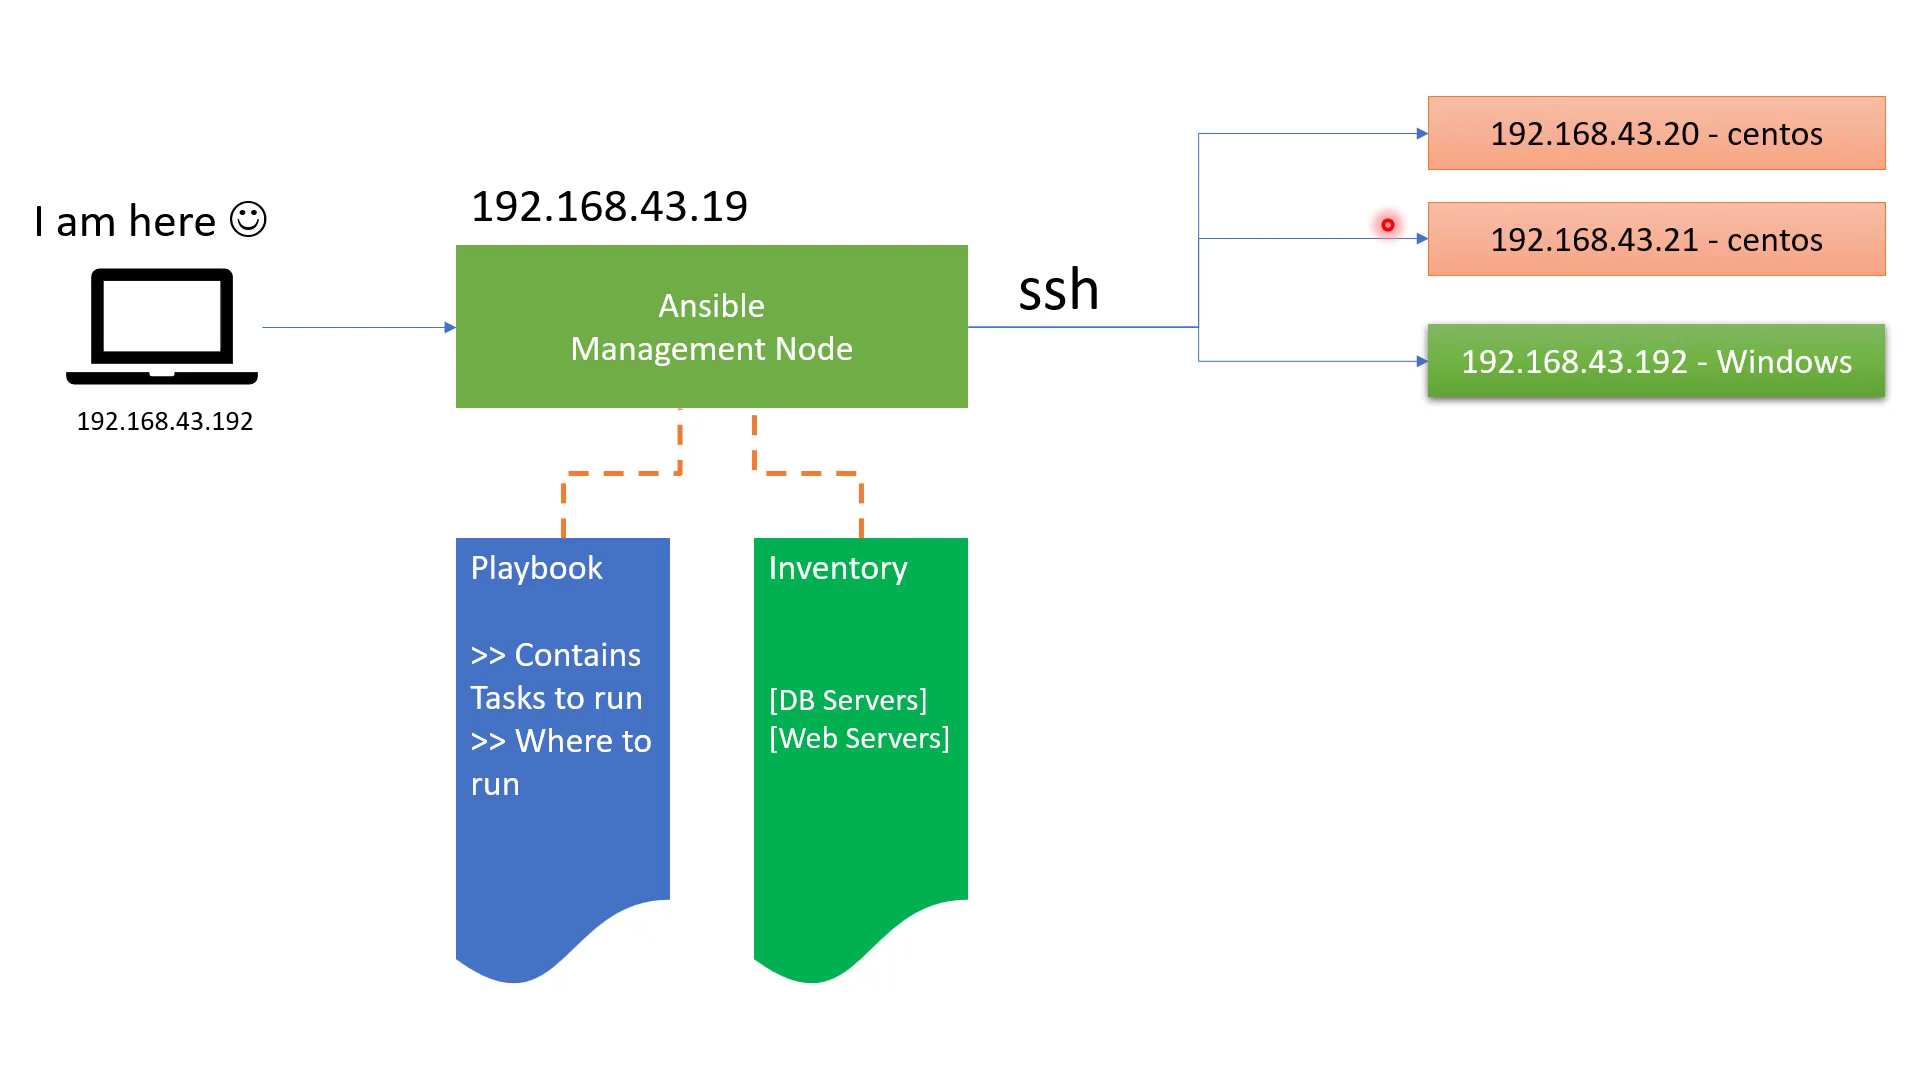 I am here ☺
192.168.43.192
192.168.43.19
Ansible
Management Node
ssh
192.168.43.20 - centos
192.168.43.21 - centos
192.168.43.192 - Windows
Playbook
>> Contains
Tasks to run
>> Where to
run
Inventory
[DB Servers]
[Web Servers]